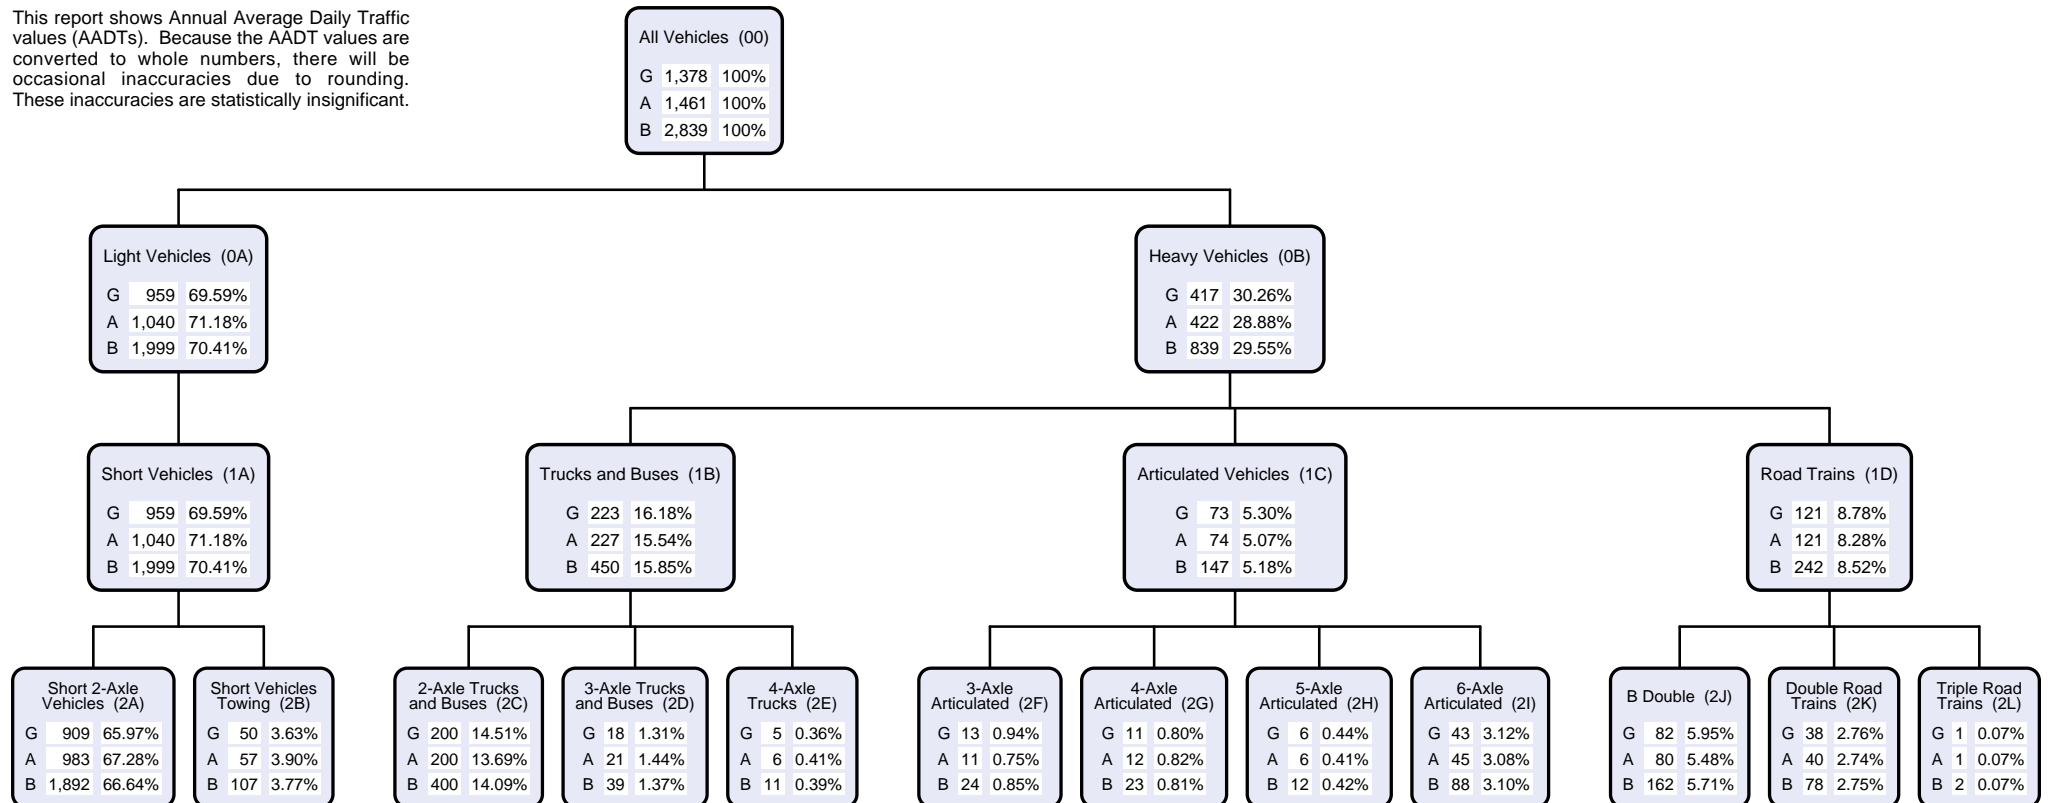 This report shows Annual Average Daily Traffic
values (AADTs). Because the AADT values are
converted to whole numbers, there will be
occasional inaccuracies due to rounding.
These inaccuracies are statistically insignificant.
All Vehicles (00)
G 1,378 100%
A 1,461 100%
B 2,839 100%
Light Vehicles (0A)
G 959 69.59%
A 1,040 71.18%
B 1,999 70.41%
Heavy Vehicles (0B)
G 417 30.26%
A 422 28.88%
B 839 29.55%
Short Vehicles (1A)
G 959 69.59%
A 1,040 71.18%
B 1,999 70.41%
Trucks and Buses (1B)
G 223 16.18%
A 227 15.54%
B 450 15.85%
Articulated Vehicles (1C)
G 73 5.30%
A 74 5.07%
B 147 5.18%
Road Trains (1D)
G 121 8.78%
A 121 8.28%
B 242 8.52%
Short 2-Axle
Vehicles (2A)
G 909 65.97%
A 983 67.28%
B 1,892 66.64%
Short Vehicles
Towing (2B)
G 50 3.63%
A 57 3.90%
B 107 3.77%
2-Axle Trucks
and Buses (2C)
G 200 14.51%
A 200 13.69%
B 400 14.09%
3-Axle Trucks
and Buses (2D)
G 18 1.31%
A 21 1.44%
B 39 1.37%
4-Axle
Trucks (2E)
G 5 0.36%
A 6 0.41%
B 11 0.39%
3-Axle
Articulated (2F)
G 13 0.94%
A 11 0.75%
B 24 0.85%
4-Axle
Articulated (2G)
G 11 0.80%
A 12 0.82%
B 23 0.81%
5-Axle
Articulated (2H)
G 6 0.44%
A 6 0.41%
B 12 0.42%
6-Axle
Articulated (2I)
G 43 3.12%
A 45 3.08%
B 88 3.10%
B Double (2J)
G 82 5.95%
A 80 5.48%
B 162 5.71%
Double Road
Trains (2K)
G 38 2.76%
A 40 2.74%
B 78 2.75%
Triple Road
Trains (2L)
G 1 0.07%
A 1 0.07%
B 2 0.07%